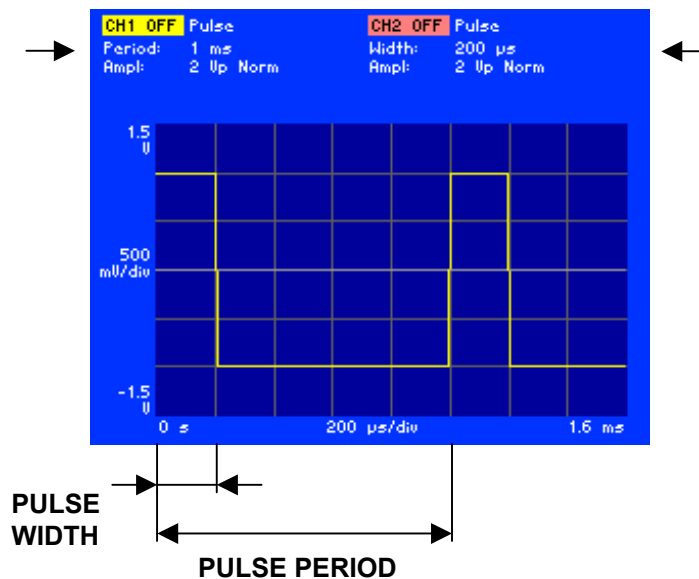 CH1 OFF Pulse CH2 OFF Pulse
Period: 1 ms Width: 200 µs
Ampl: 2 Vp Norm Ampl: 2 Vp Norm
1.5
V
500
mV/div
-1.5
V
0 s 200 µs/div 1.6 ms
PULSE
WIDTH
PULSE PERIOD